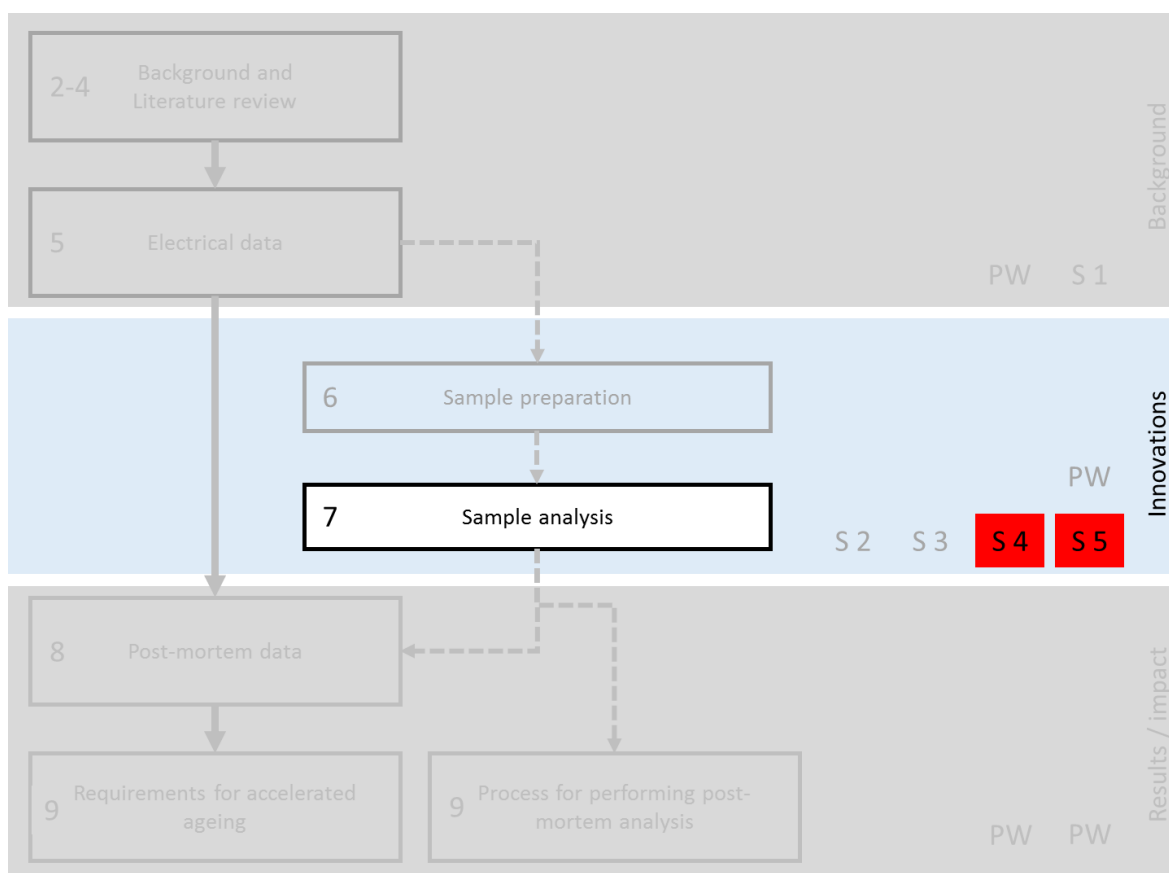 2-4
Background and
Literature review
Background
5
Electrical data
PW S 1
6
Sample preparation
Innovations
PW
7
Sample analysis
S 2 S 3 S 4 S 5
8
Post-mortem data
Results / impact
9
Requirements for accelerated
ageing
9
Process for performing post-
mortem analysis
PW PW